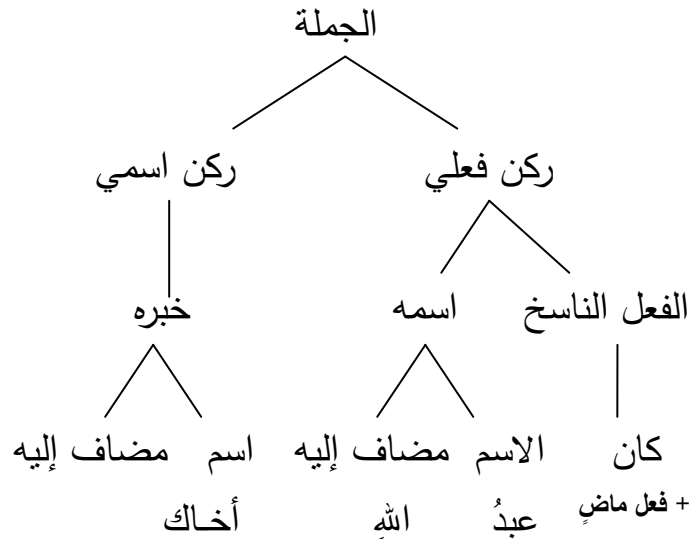 الجملة
ركن فعلي ركن اسمي
الفعل الناسخ اسمه خبره
كان الاسم مضاف إليه اسم مضاف إليه
+ فعل ماضٍ عبدُ اللهِ أخـاك